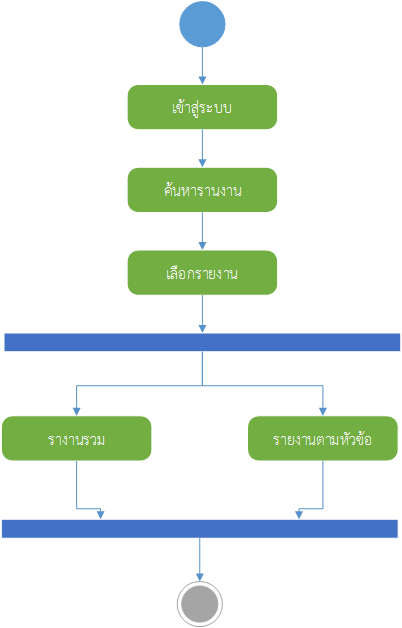 เข้าสู่ระบบ
ค้นหารานงาน
เลือกรายงาน
รางานรวม
รายงานตามหัวข้อ